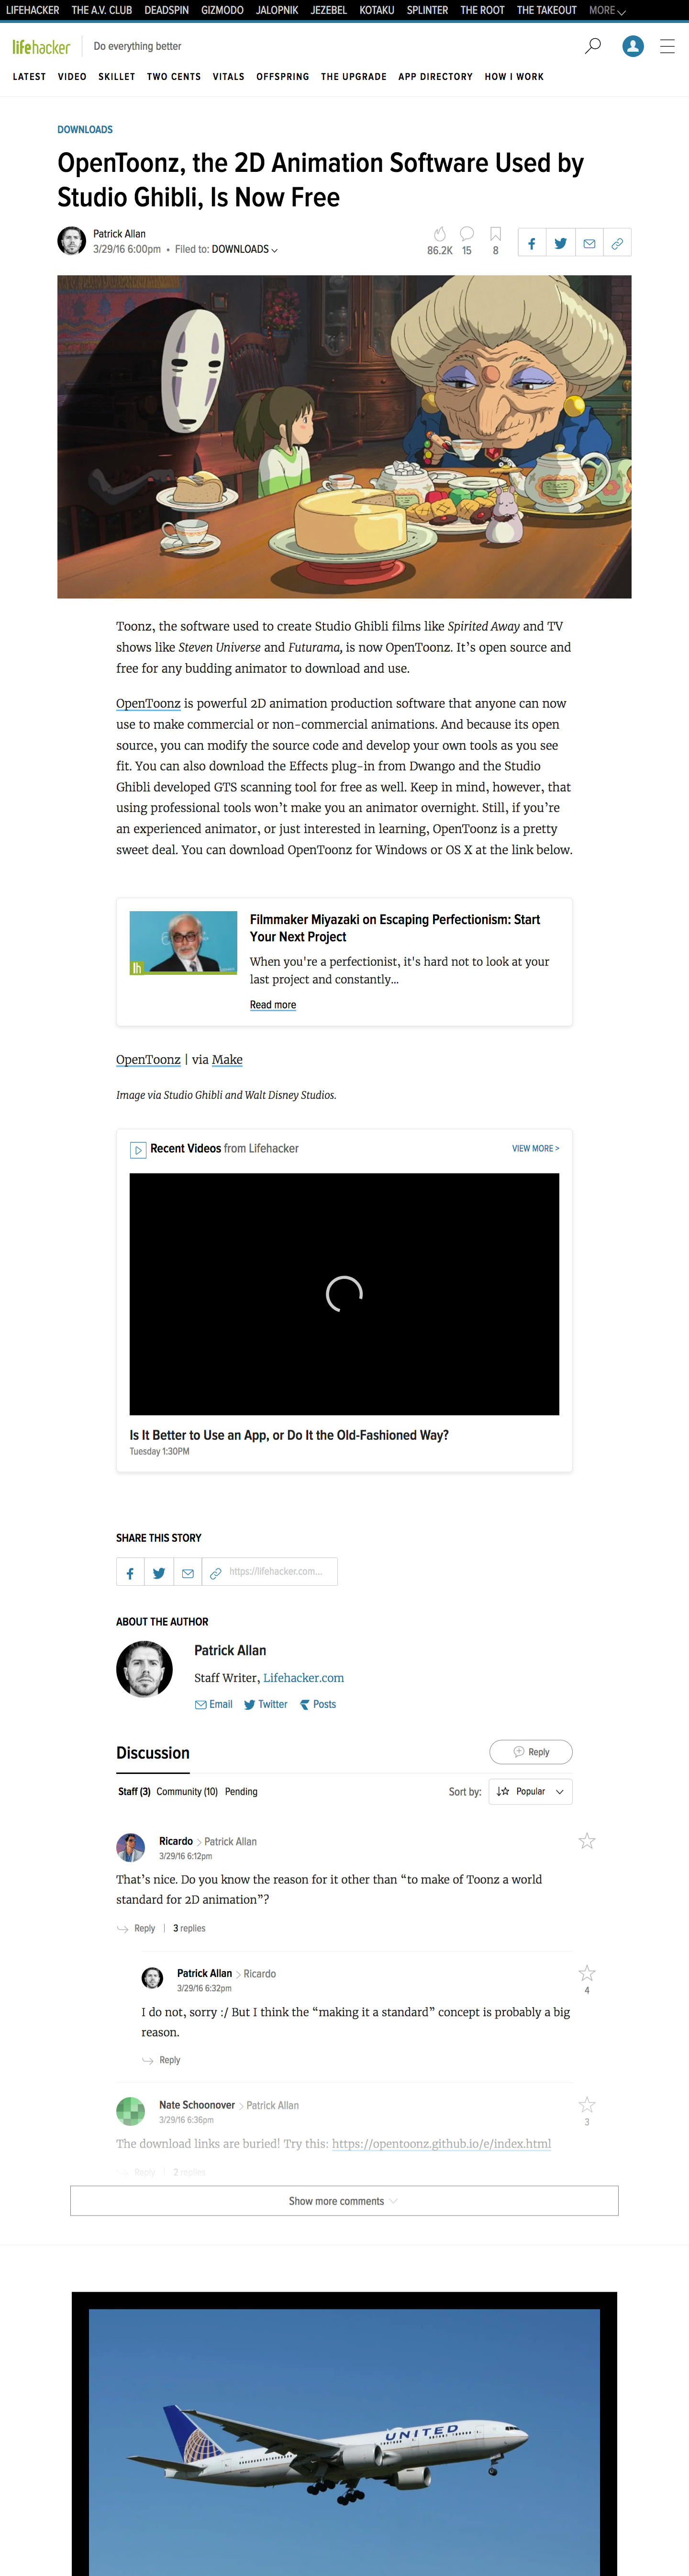 LIFEHACKER THE A.V. CLUB DEADSPIN GIZMODO JALOPNIK JEZEBEL KOTAKU SPLINTER THE ROOT THE TAKEOUT MORE
lifehacker Do everything better
LATEST VIDEO SKILLET TWO CENTS VITALS OFFSPRING THE UPGRADE APP DIRECTORY HOW I WORK
DOWNLOADS
OpenToonz, the 2D Animation Software Used by
Studio Ghibli, Is Now Free
Patrick Allan
3/29/16 6:00pm • Filed to: DOWNLOADS
86.2K 15 8
Toonz, the software used to create Studio Ghibli films like Spirited Away and TV
shows like Steven Universe and Futurama, is now OpenToonz. It’s open source and
free for any budding animator to download and use.
OpenToonz is powerful 2D animation production software that anyone can now
use to make commercial or non-commercial animations. And because its open
source, you can modify the source code and develop your own tools as you see
fit. You can also download the Effects plug-in from Dwango and the Studio
Ghibli developed GTS scanning tool for free as well. Keep in mind, however, that
using professional tools won’t make you an animator overnight. Still, if you’re
an experienced animator, or just interested in learning, OpenToonz is a pretty
sweet deal. You can download OpenToonz for Windows or OS X at the link below.
Filmmaker Miyazaki on Escaping Perfectionism: Start
Your Next Project
When you're a perfectionist, it's hard not to look at your
last project and constantly...
lh
Read more
OpenToonz | via Make
Image via Studio Ghibli and Walt Disney Studios.
Recent Videos from Lifehacker VIEW MORE >
Is It Better to Use an App, or Do It the Old-Fashioned Way?
Tuesday 1:30PM
SHARE THIS STORY
https://lifehacker.com...
ABOUT THE AUTHOR
Patrick Allan
Staff Writer, Lifehacker.com
Email Twitter Posts
Discussion Reply
Staff (3) Community (10) Pending Sort by: Popular
Ricardo > Patrick Allan
3/29/16 6:12pm
That’s nice. Do you know the reason for it other than “to make of Toonz a world
standard for 2D animation”?
Reply | 3 replies
Patrick Allan > Ricardo
3/29/16 6:32pm
4
I do not, sorry :/ But I think the “making it a standard” concept is probably a big
reason.
Reply
Nate Schoonover > Patrick Allan
3/29/16 6:36pm
3
The download links are buried! Try this: https://opentoonz.github.io/e/index.html
Reply | 2 replies
Show more comments
UNITED